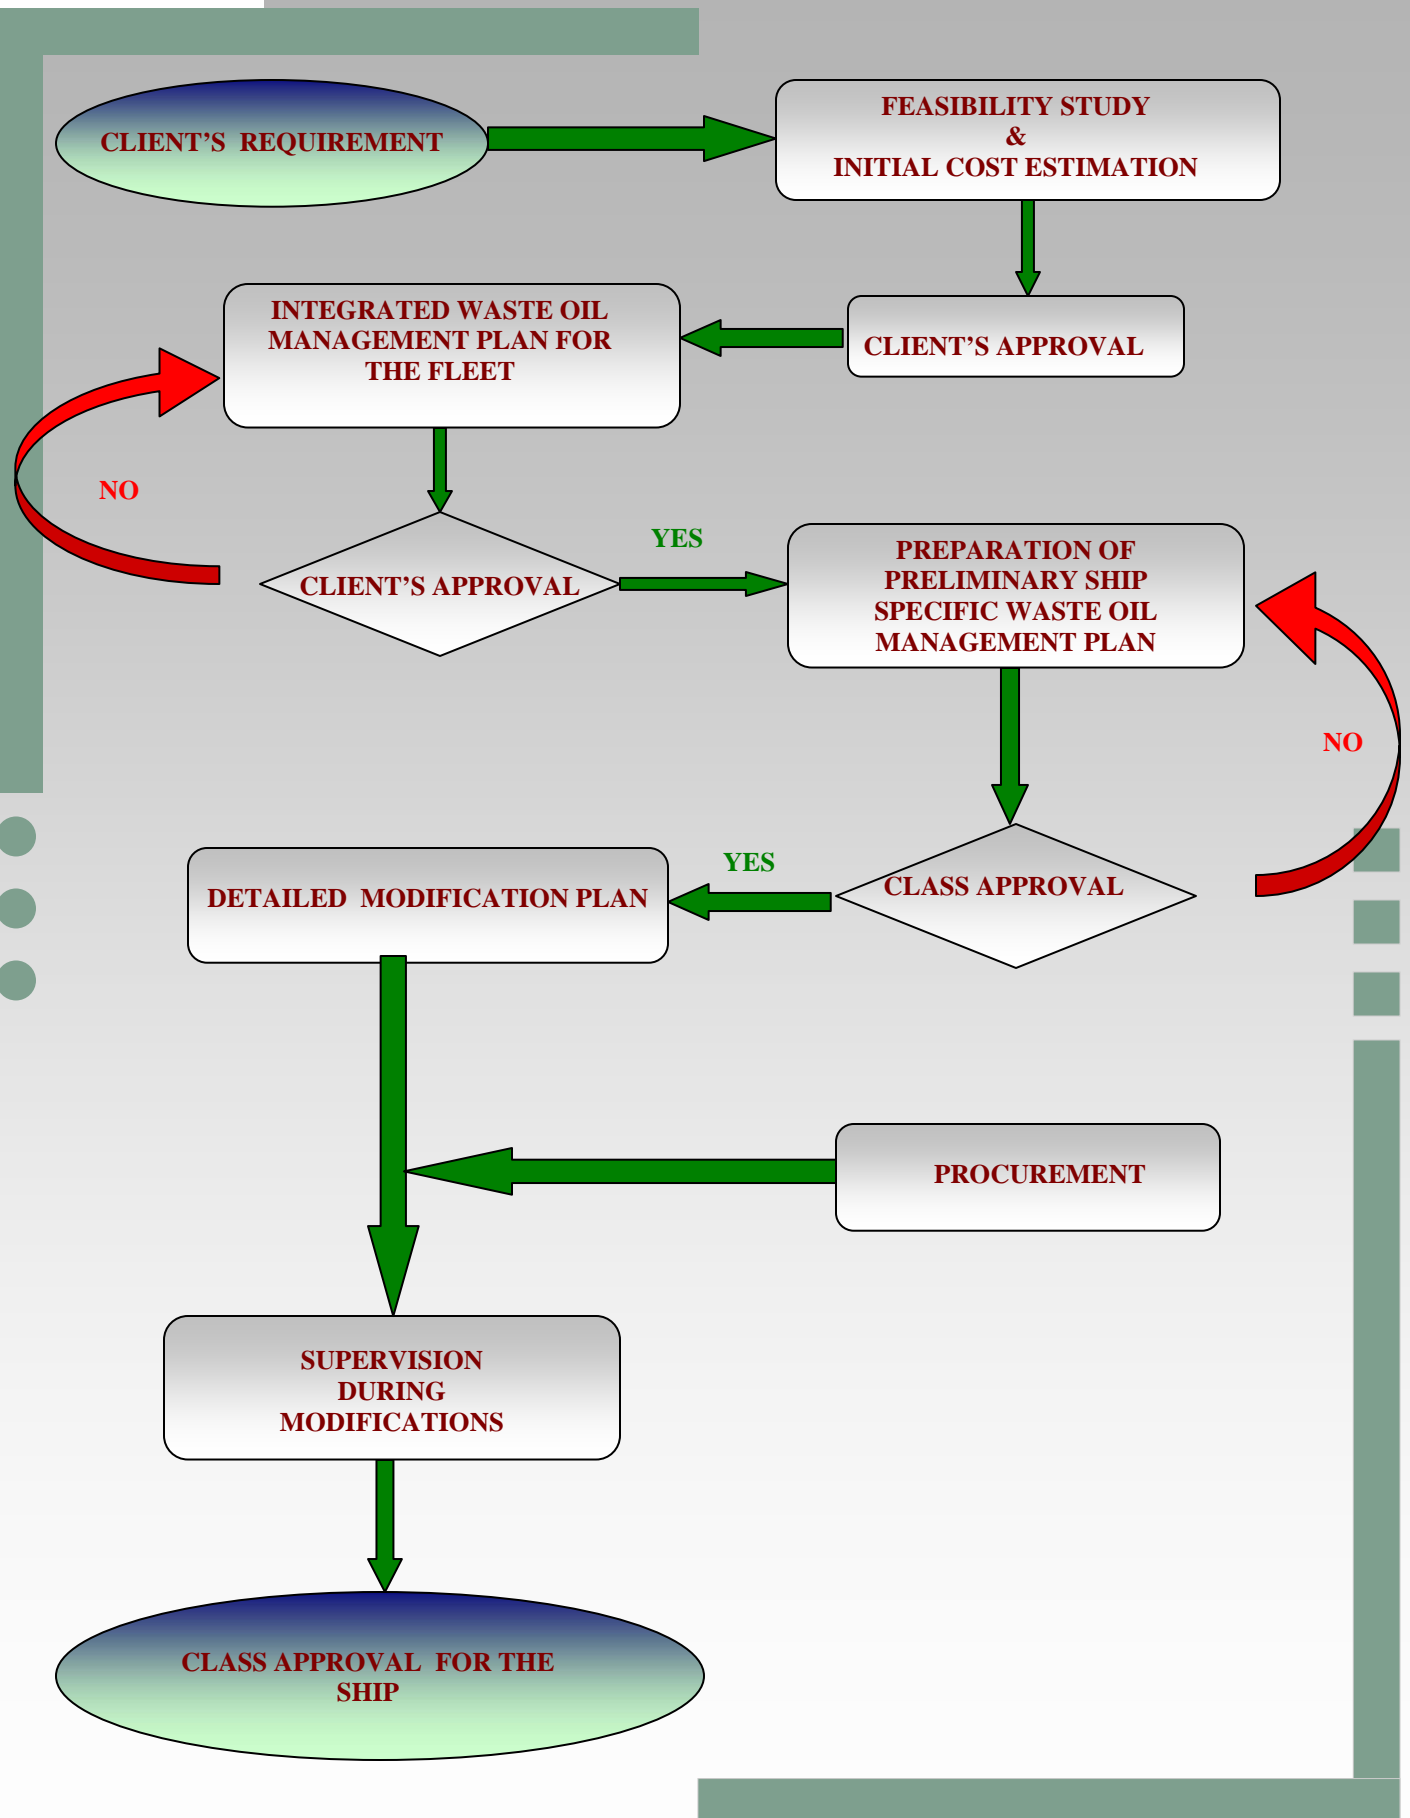 CLIENT’S REQUIREMENT
FEASIBILITY STUDY
&
INITIAL COST ESTIMATION
CLIENT’S APPROVAL
INTEGRATED WASTE OIL
MANAGEMENT PLAN FOR
THE FLEET
NO
CLIENT’S APPROVAL
YES
PREPARATION OF
PRELIMINARY SHIP
SPECIFIC WASTE OIL
MANAGEMENT PLAN
NO
CLASS APPROVAL
YES
DETAILED MODIFICATION PLAN
PROCUREMENT
SUPERVISION
DURING
MODIFICATIONS
CLASS APPROVAL FOR THE
SHIP